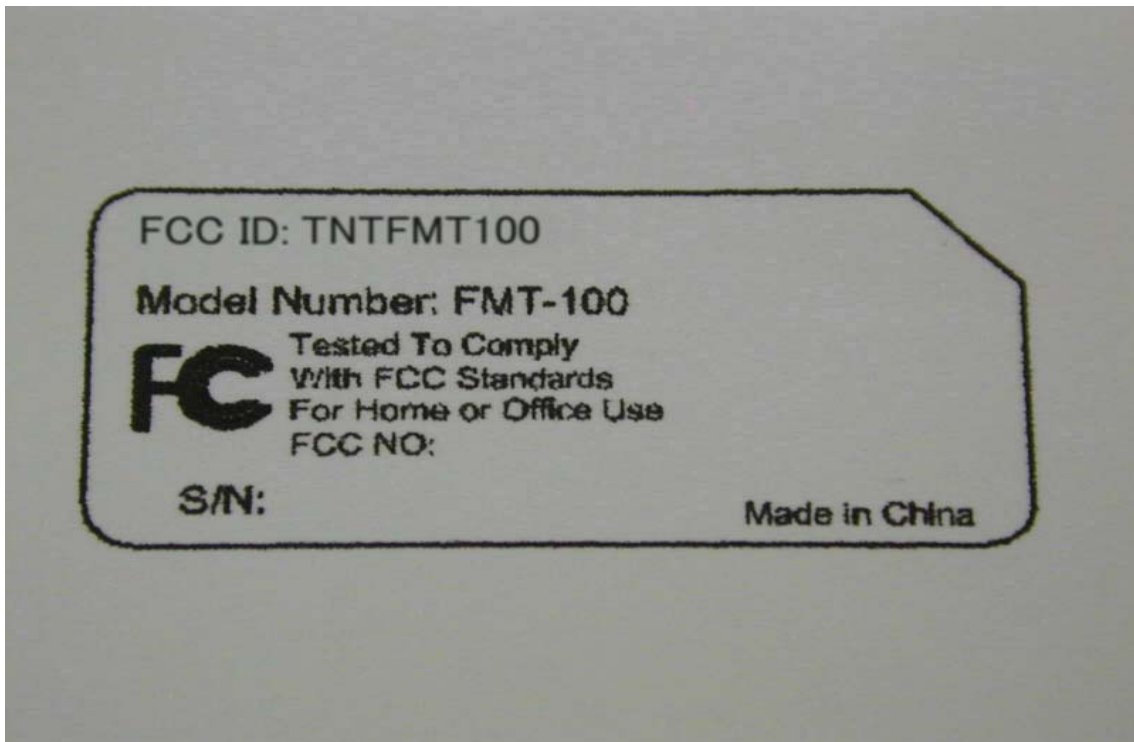 FCC ID: TNTFMT100
Model Number: FMT-100
FC Tested To Comply
With FCC Standards
For Home or Office Use
FCC NO:
S/N:
Made in China